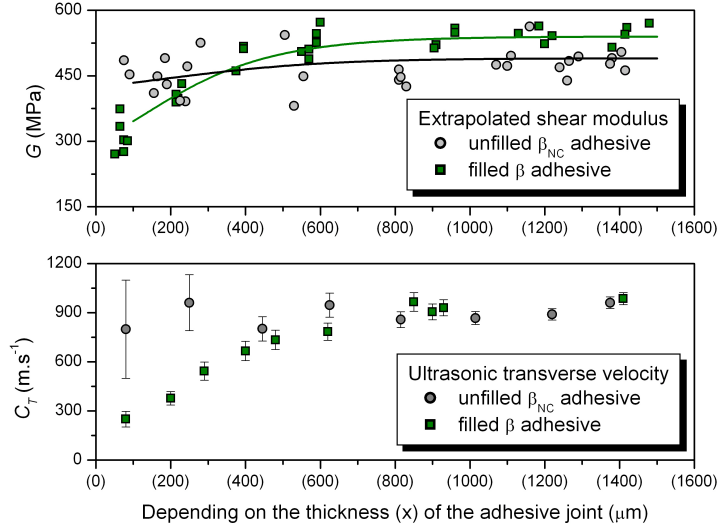 600
450
300
150
G (MPa)
Extrapolated shear modulus
unfilled βNC adhesive
filled β adhesive
(0) (200) (400) (600) (800) (1000) (1200) (1400) (1600)
1200
900
600
300
0
CT (m.s-1)
Ultrasonic transverse velocity
unfilled βNC adhesive
filled β adhesive
(0) (200) (400) (600) (800) (1000) (1200) (1400) (1600)
Depending on the thickness (x) of the adhesive joint (μm)